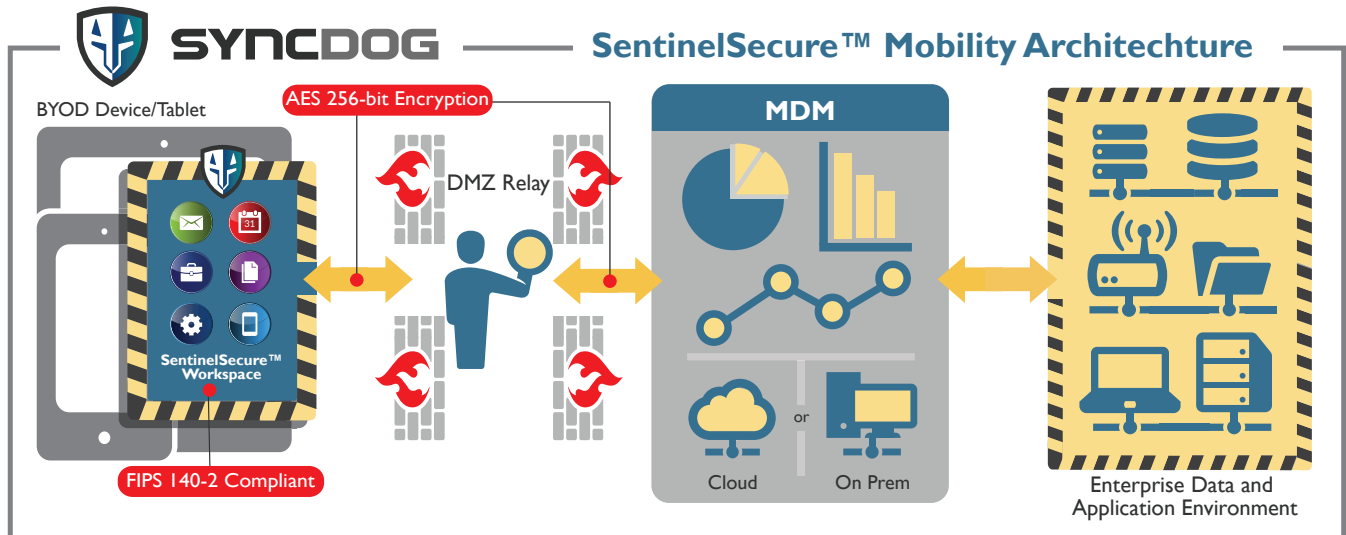 SYNCDOG
SentinelSecure™ Mobility Architechture
BYOD Device/Tablet
AES 256-bit Encryption
31
SentinelSecure™
Workspace
FIPS 140-2 Compliant
DMZ Relay
MDM
Cloud
or
On Prem
Enterprise Data and
Application Environment